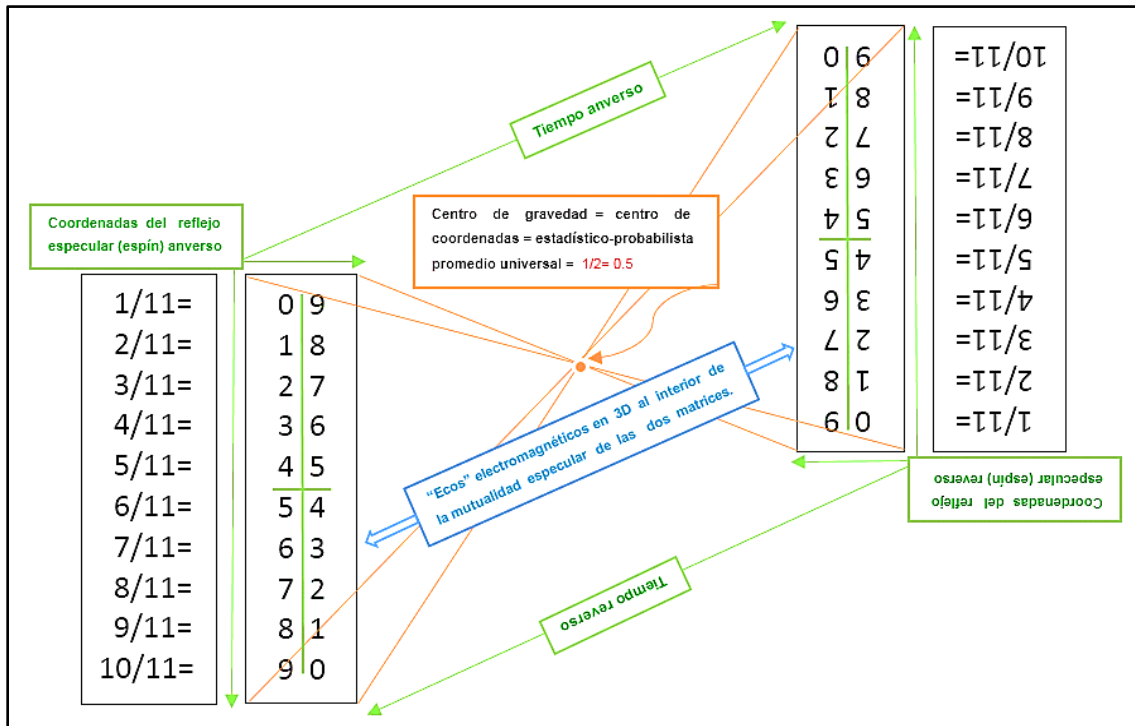 Tiempo anverso
Coordenadas del reflejo
especular (espín) anverso
Centro de gravedad = centro de
coordenadas = estadístico-probabilista
promedio universal = 1/2= 0.5
1/11= 0 9
2/11= 1 8
3/11= 2 7
4/11= 3 6
5/11= 4 5
6/11= 5 4
7/11= 6 3
8/11= 7 2
9/11= 8 1
10/11= 9 0
“Ecos” electromagnéticos en 3D al interior de
la mutualidad especular de las dos matrices.
Tiempo reverso
Coordenadas del reflejo
especular (espín) reverso
1/11= 0 9
2/11= 1 8
3/11= 2 7
4/11= 3 6
5/11= 4 5
6/11= 5 4
7/11= 6 3
8/11= 7 2
9/11= 8 1
10/11= 9 0